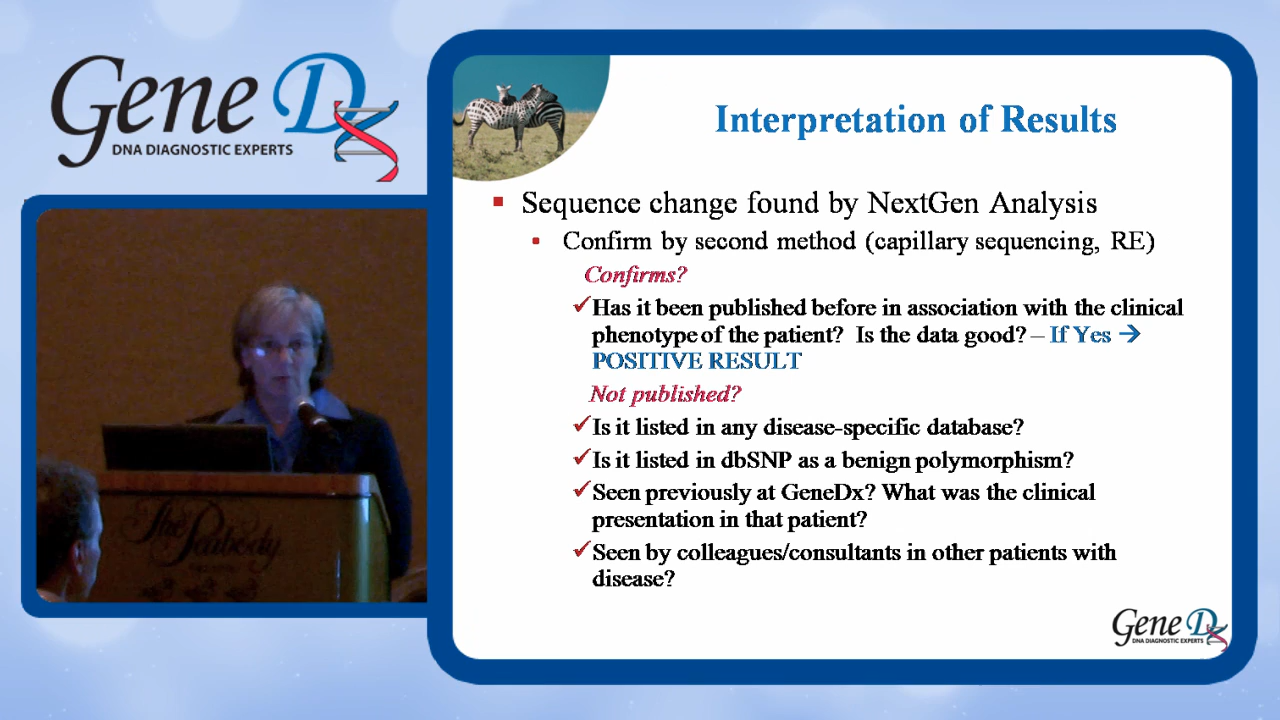 Gene Dx
DNA DIAGNOSTIC EXPERTS
The Peabody
Interpretation of Results
Sequence change found by NextGen Analysis
Confirm by second method (capillary sequencing, RE)
Confirms?
Has it been published before in association with the clinical
phenotype of the patient? Is the data good? – If Yes →
POSITIVE RESULT
Not published?
Is it listed in any disease-specific database?
Is it listed in dbSNP as a benign polymorphism?
Seen previously at GeneDx? What was the clinical
presentation in that patient?
Seen by colleagues/consultants in other patients with
disease?
Gene Dx
DNA DIAGNOSTIC EXPERTS